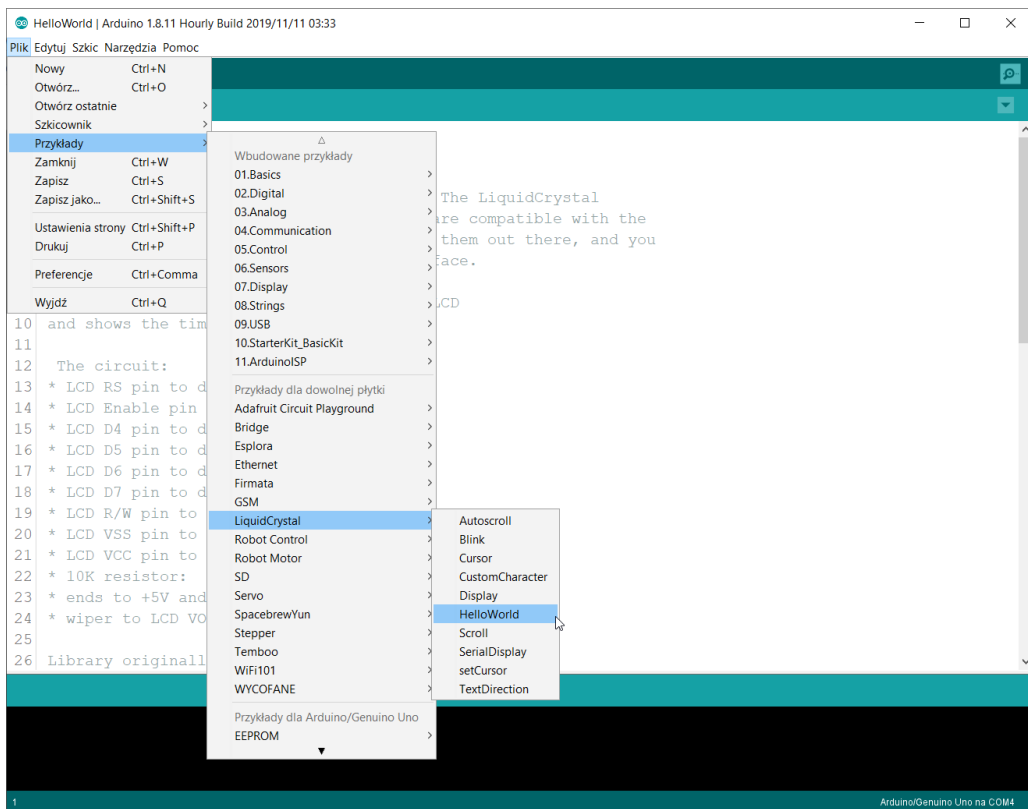 HelloWorld | Arduino 1.8.11 Hourly Build 2019/11/11 03:33
Plik Edytuj Szkic Narzędzia Pomoc
Nowy Ctrl+N
Otwórz... Ctrl+O
Otwórz ostatnie
Szkicownik
Przykłady
Zamknij Ctrl+W
Zapisz Ctrl+S
Zapisz jako... Ctrl+Shift+S
Ustawienia strony Ctrl+Shift+P
Drukuj Ctrl+P
Preferencje Ctrl+Comma
Wyjdź Ctrl+Q
Wbudowane przykłady
01.Basics
02.Digital
03.Analog
04.Communication
05.Control
06.Sensors
07.Display
08.Strings
09.USB
10.StarterKit_BasicKit
11.ArduinoISP
Przykłady dla dowolnej płytki
Adafruit Circuit Playground
Bridge
Esplora
Ethernet
Firmata
GSM
LiquidCrystal
Robot Control
Robot Motor
SD
Servo
SpacebrewYun
Stepper
Temboo
WiFi101
WYCOFANE
Przykłady dla Arduino/Genuino Uno
EEPROM
Autoscroll
Blink
Cursor
CustomCharacter
Display
HelloWorld
Scroll
SerialDisplay
setCursor
TextDirection
The LiquidCrystal
are compatible with the
them out there, and you
face.
LCD
10 and shows the tim
11
12 The circuit:
13 * LCD RS pin to d
14 * LCD Enable pin
15 * LCD D4 pin to d
16 * LCD D5 pin to d
17 * LCD D6 pin to d
18 * LCD D7 pin to d
19 * LCD R/W pin to
20 * LCD VSS pin to
21 * LCD VCC pin to
22 * 10K resistor:
23 * ends to +5V and
24 * wiper to LCD VO
25
26 Library originall
1
Arduino/Genuino Uno na COM4